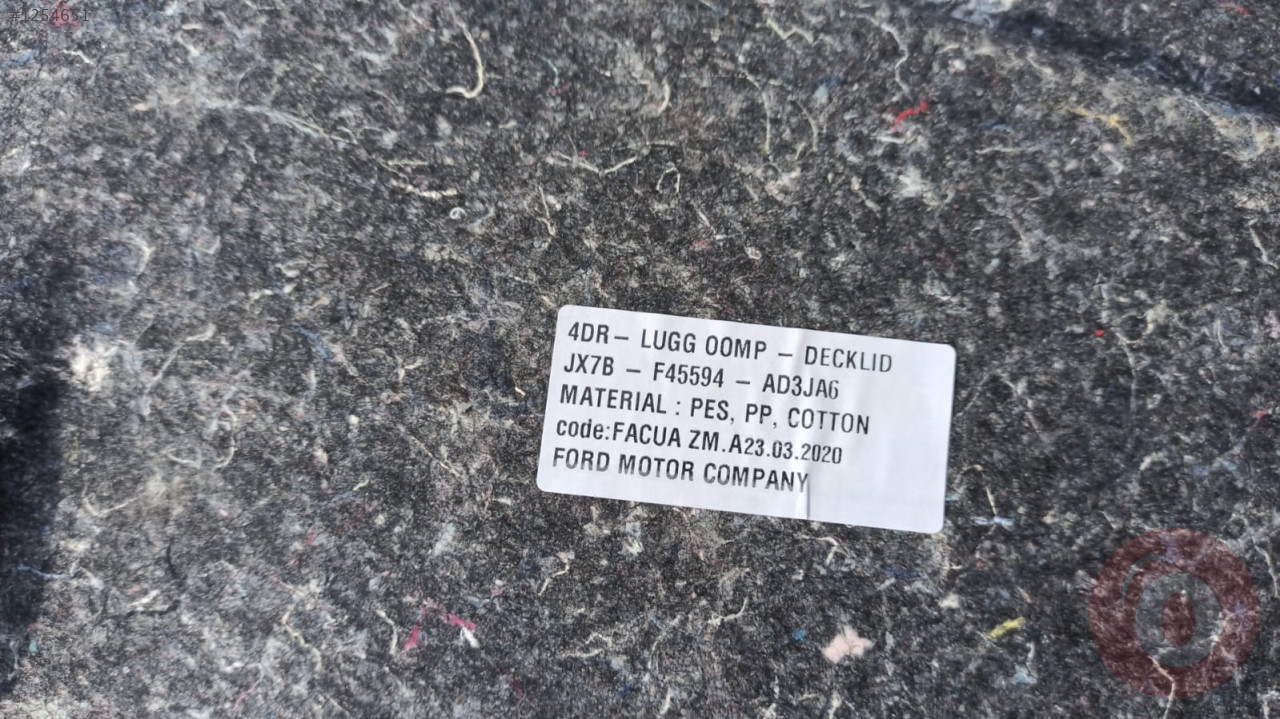 #1254651
4DR – LUGG OOMP – DECKLID
JX7B – F45594 – AD3JA6
MATERIAL : PES, PP, COTTON
code:FACUA ZM.A23.03.2020
FORD MOTOR COMPANY